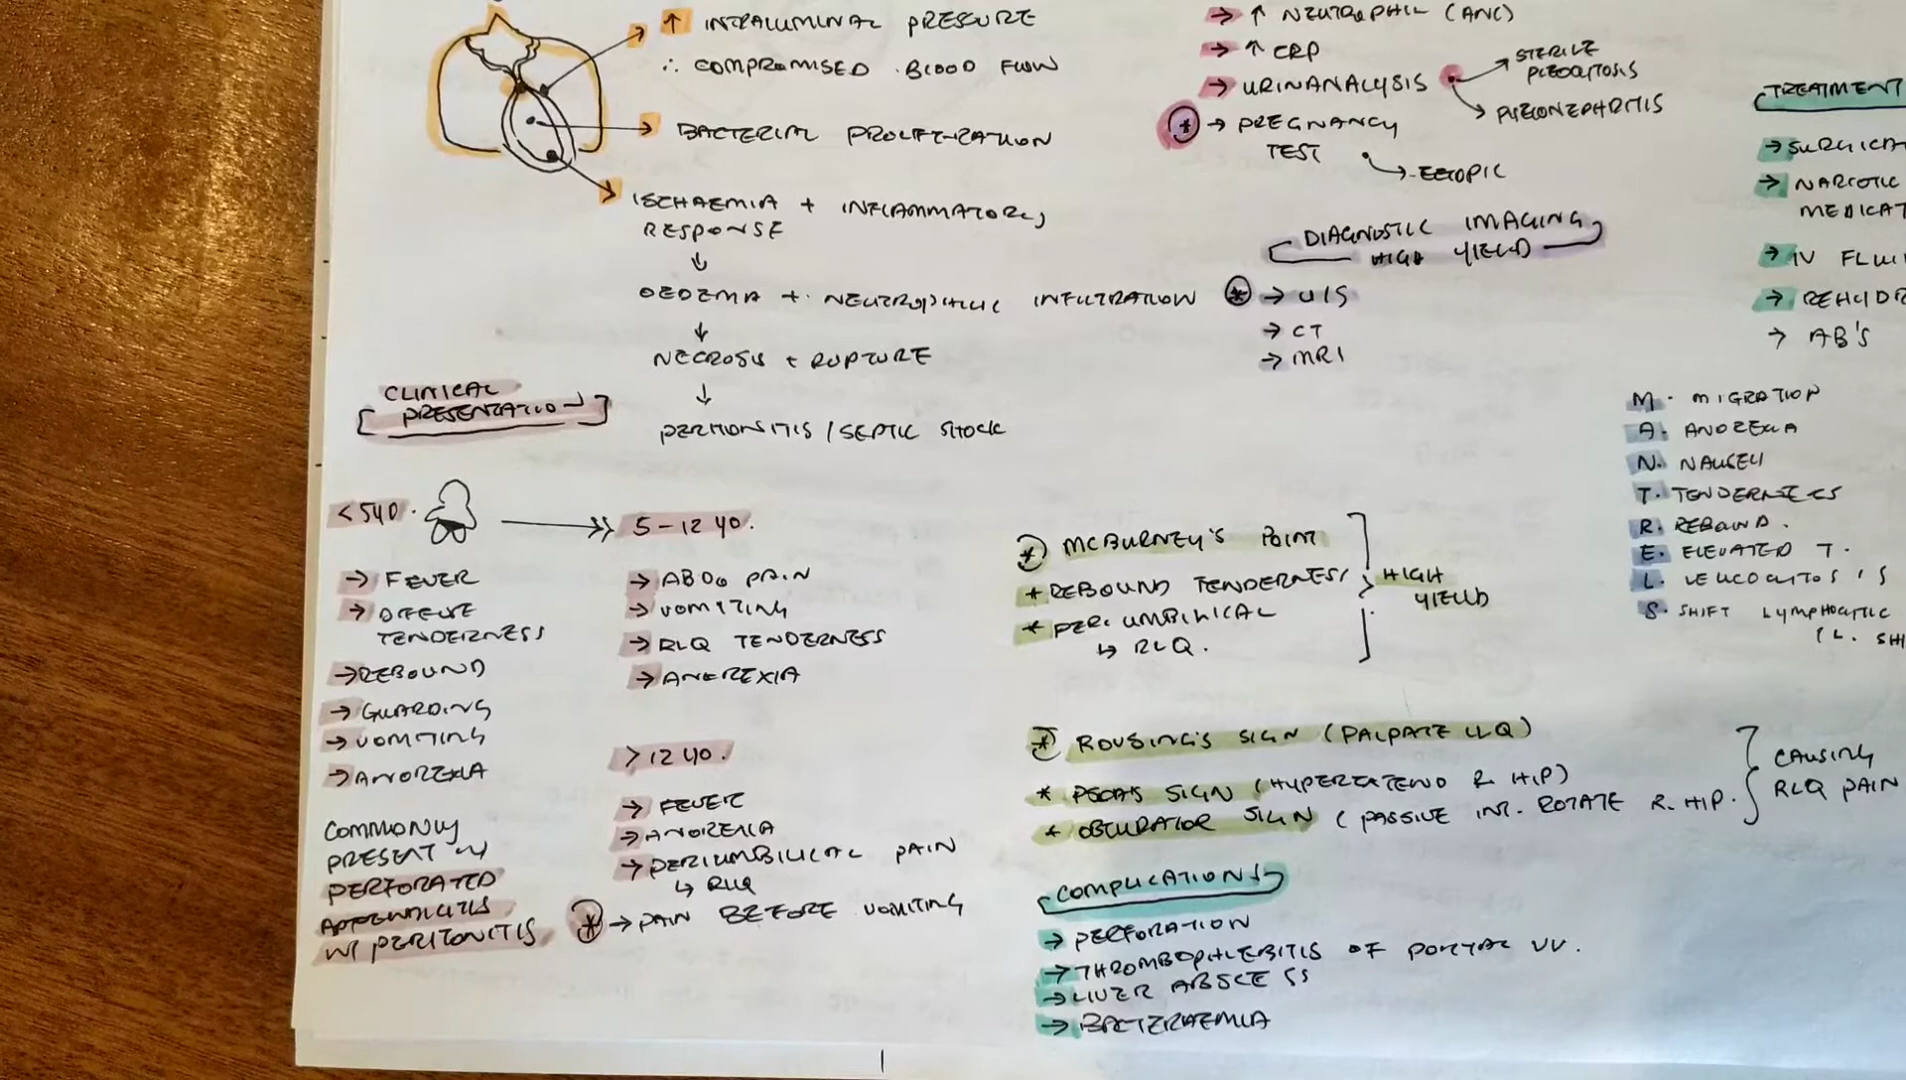 ↑ INTRALUMINAL PRESSURE
∴ COMPROMISED BLOOD FLOW
BACTERIAL PROLIFERATION
ISCHAEMIA + INFLAMMATORY
RESPONSE
↓
OEDEMA + NEUTROPHILIC INFILTRATION
↓
NECROSIS + RUPTURE
↓
PERITONITIS / SEPTIC SHOCK
CLINICAL
PRESENTATION
<5 YO.
→ FEVER
→ DIFFUSE
TENDERNESS
→ REBOUND
→ GUARDING
→ VOMITING
→ ANOREXIA
COMMONLY
PRESENT W/
PERFORATED
APPENDICITIS
W/ PERITONITIS
5-12 YO.
→ ABDO PAIN
→ VOMITING
→ RLQ TENDERNESS
→ ANOREXIA
>12 YO.
→ FEVER
→ ANOREXIA
→ PERIUMBILICAL PAIN
↳ RLQ
* → PAIN BEFORE VOMITING
→ ↑ NEUTROPHIL (ANC)
→ ↑ CRP
→ URINANALYSIS
STERILE
PLEOCYTOSIS
PYELONEPHRITIS
* → PREGNANCY
TEST
→ ECTOPIC
DIAGNOSTIC IMAGING
HIGH YIELD
* → U/S
→ CT
→ MRI
* MCBURNEY'S POINT
* REBOUND TENDERNESS
* PERIUMBILICAL
↳ RLQ.
HIGH
YIELD
* ROVSING'S SIGN (PALPATE LLQ)
* PSOAS SIGN (HYPEREXTEND R. HIP)
* OBTURATOR SIGN (PASSIVE INT. ROTATE R. HIP.
CAUSING
RLQ PAIN
COMPLICATIONS
→ PERFORATION
→ THROMBOPHLEBITIS OF PORTAL VV.
→ LIVER ABSCESS
→ BACTERAEMIA
TREATMENT
→ SURGICA
→ NARCOTIC
MEDICAT
→ IV FLUI
→ REHYDR
→ AB'S
M. MIGRATION
A. ANOREXIA
N. NAUSEA
T. TENDERNESS
R. REBOUND.
E. ELEVATED T.
L. LEUCOCYTOSIS
S. SHIFT LYMPHOCYTIC
(L. SHI